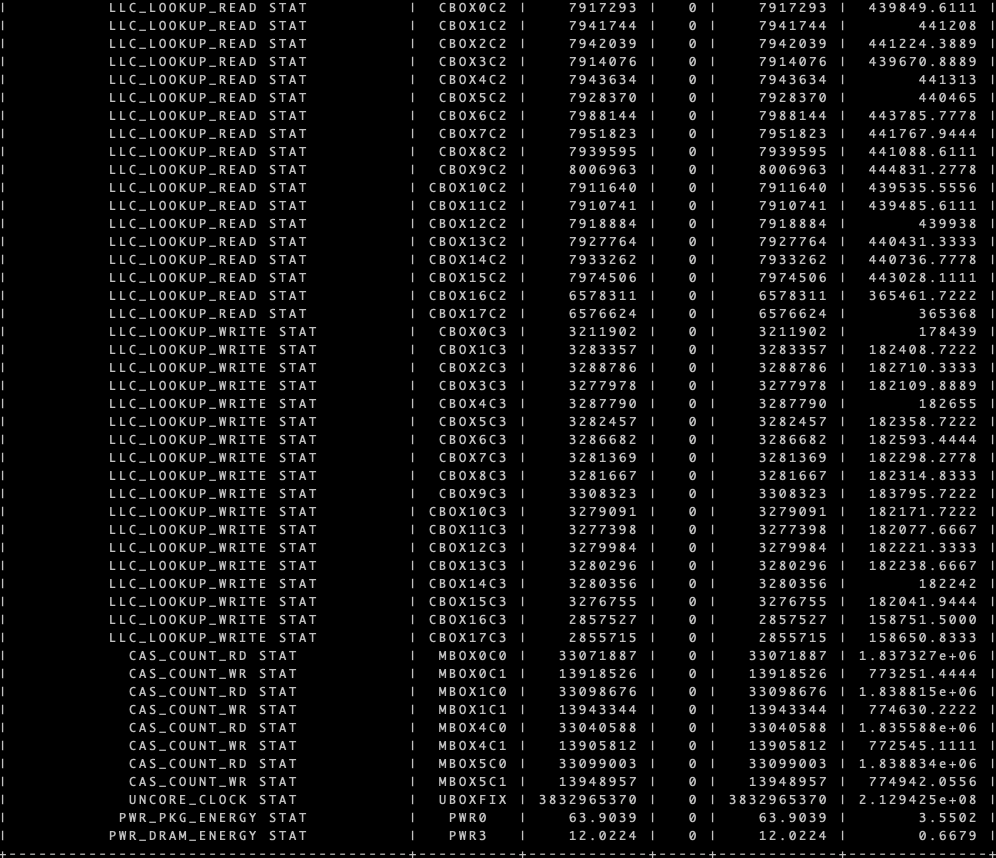 | LLC_LOOKUP_READ STAT | CBOX0C2 | 7917293 | 0 | 7917293 | 439849.6111 |
| LLC_LOOKUP_READ STAT | CBOX1C2 | 7941744 | 0 | 7941744 | 441208 |
| LLC_LOOKUP_READ STAT | CBOX2C2 | 7942039 | 0 | 7942039 | 441224.3889 |
| LLC_LOOKUP_READ STAT | CBOX3C2 | 7914076 | 0 | 7914076 | 439670.8889 |
| LLC_LOOKUP_READ STAT | CBOX4C2 | 7943634 | 0 | 7943634 | 441313 |
| LLC_LOOKUP_READ STAT | CBOX5C2 | 7928370 | 0 | 7928370 | 440465 |
| LLC_LOOKUP_READ STAT | CBOX6C2 | 7988144 | 0 | 7988144 | 443785.7778 |
| LLC_LOOKUP_READ STAT | CBOX7C2 | 7951823 | 0 | 7951823 | 441767.9444 |
| LLC_LOOKUP_READ STAT | CBOX8C2 | 7939595 | 0 | 7939595 | 441088.6111 |
| LLC_LOOKUP_READ STAT | CBOX9C2 | 8006963 | 0 | 8006963 | 444831.2778 |
| LLC_LOOKUP_READ STAT | CBOX10C2 | 7911640 | 0 | 7911640 | 439535.5556 |
| LLC_LOOKUP_READ STAT | CBOX11C2 | 7910741 | 0 | 7910741 | 439485.6111 |
| LLC_LOOKUP_READ STAT | CBOX12C2 | 7918884 | 0 | 7918884 | 439938 |
| LLC_LOOKUP_READ STAT | CBOX13C2 | 7927764 | 0 | 7927764 | 440431.3333 |
| LLC_LOOKUP_READ STAT | CBOX14C2 | 7933262 | 0 | 7933262 | 440736.7778 |
| LLC_LOOKUP_READ STAT | CBOX15C2 | 7974506 | 0 | 7974506 | 443028.1111 |
| LLC_LOOKUP_READ STAT | CBOX16C2 | 6578311 | 0 | 6578311 | 365461.7222 |
| LLC_LOOKUP_READ STAT | CBOX17C2 | 6576624 | 0 | 6576624 | 365368 |
| LLC_LOOKUP_WRITE STAT | CBOX0C3 | 3211902 | 0 | 3211902 | 178439 |
| LLC_LOOKUP_WRITE STAT | CBOX1C3 | 3283357 | 0 | 3283357 | 182408.7222 |
| LLC_LOOKUP_WRITE STAT | CBOX2C3 | 3288786 | 0 | 3288786 | 182710.3333 |
| LLC_LOOKUP_WRITE STAT | CBOX3C3 | 3277978 | 0 | 3277978 | 182109.8889 |
| LLC_LOOKUP_WRITE STAT | CBOX4C3 | 3287790 | 0 | 3287790 | 182655 |
| LLC_LOOKUP_WRITE STAT | CBOX5C3 | 3282457 | 0 | 3282457 | 182358.7222 |
| LLC_LOOKUP_WRITE STAT | CBOX6C3 | 3286682 | 0 | 3286682 | 182593.4444 |
| LLC_LOOKUP_WRITE STAT | CBOX7C3 | 3281369 | 0 | 3281369 | 182298.2778 |
| LLC_LOOKUP_WRITE STAT | CBOX8C3 | 3281667 | 0 | 3281667 | 182314.8333 |
| LLC_LOOKUP_WRITE STAT | CBOX9C3 | 3308323 | 0 | 3308323 | 183795.7222 |
| LLC_LOOKUP_WRITE STAT | CBOX10C3 | 3279091 | 0 | 3279091 | 182171.7222 |
| LLC_LOOKUP_WRITE STAT | CBOX11C3 | 3277398 | 0 | 3277398 | 182077.6667 |
| LLC_LOOKUP_WRITE STAT | CBOX12C3 | 3279984 | 0 | 3279984 | 182221.3333 |
| LLC_LOOKUP_WRITE STAT | CBOX13C3 | 3280296 | 0 | 3280296 | 182238.6667 |
| LLC_LOOKUP_WRITE STAT | CBOX14C3 | 3280356 | 0 | 3280356 | 182242 |
| LLC_LOOKUP_WRITE STAT | CBOX15C3 | 3276755 | 0 | 3276755 | 182041.9444 |
| LLC_LOOKUP_WRITE STAT | CBOX16C3 | 2857527 | 0 | 2857527 | 158751.5000 |
| LLC_LOOKUP_WRITE STAT | CBOX17C3 | 2855715 | 0 | 2855715 | 158650.8333 |
| CAS_COUNT_RD STAT | MBOX0C0 | 33071887 | 0 | 33071887 | 1.837327e+06 |
| CAS_COUNT_WR STAT | MBOX0C1 | 13918526 | 0 | 13918526 | 773251.4444 |
| CAS_COUNT_RD STAT | MBOX1C0 | 33098676 | 0 | 33098676 | 1.838815e+06 |
| CAS_COUNT_WR STAT | MBOX1C1 | 13943344 | 0 | 13943344 | 774630.2222 |
| CAS_COUNT_RD STAT | MBOX4C0 | 33040588 | 0 | 33040588 | 1.835588e+06 |
| CAS_COUNT_WR STAT | MBOX4C1 | 13905812 | 0 | 13905812 | 772545.1111 |
| CAS_COUNT_RD STAT | MBOX5C0 | 33099003 | 0 | 33099003 | 1.838834e+06 |
| CAS_COUNT_WR STAT | MBOX5C1 | 13948957 | 0 | 13948957 | 774942.0556 |
| UNCORE_CLOCK STAT | UBOXFIX | 3832965370 | 0 | 3832965370 | 2.129425e+08 |
| PWR_PKG_ENERGY STAT | PWR0 | 63.9039 | 0 | 63.9039 | 3.5502 |
| PWR_DRAM_ENERGY STAT | PWR3 | 12.0224 | 0 | 12.0224 | 0.6679 |